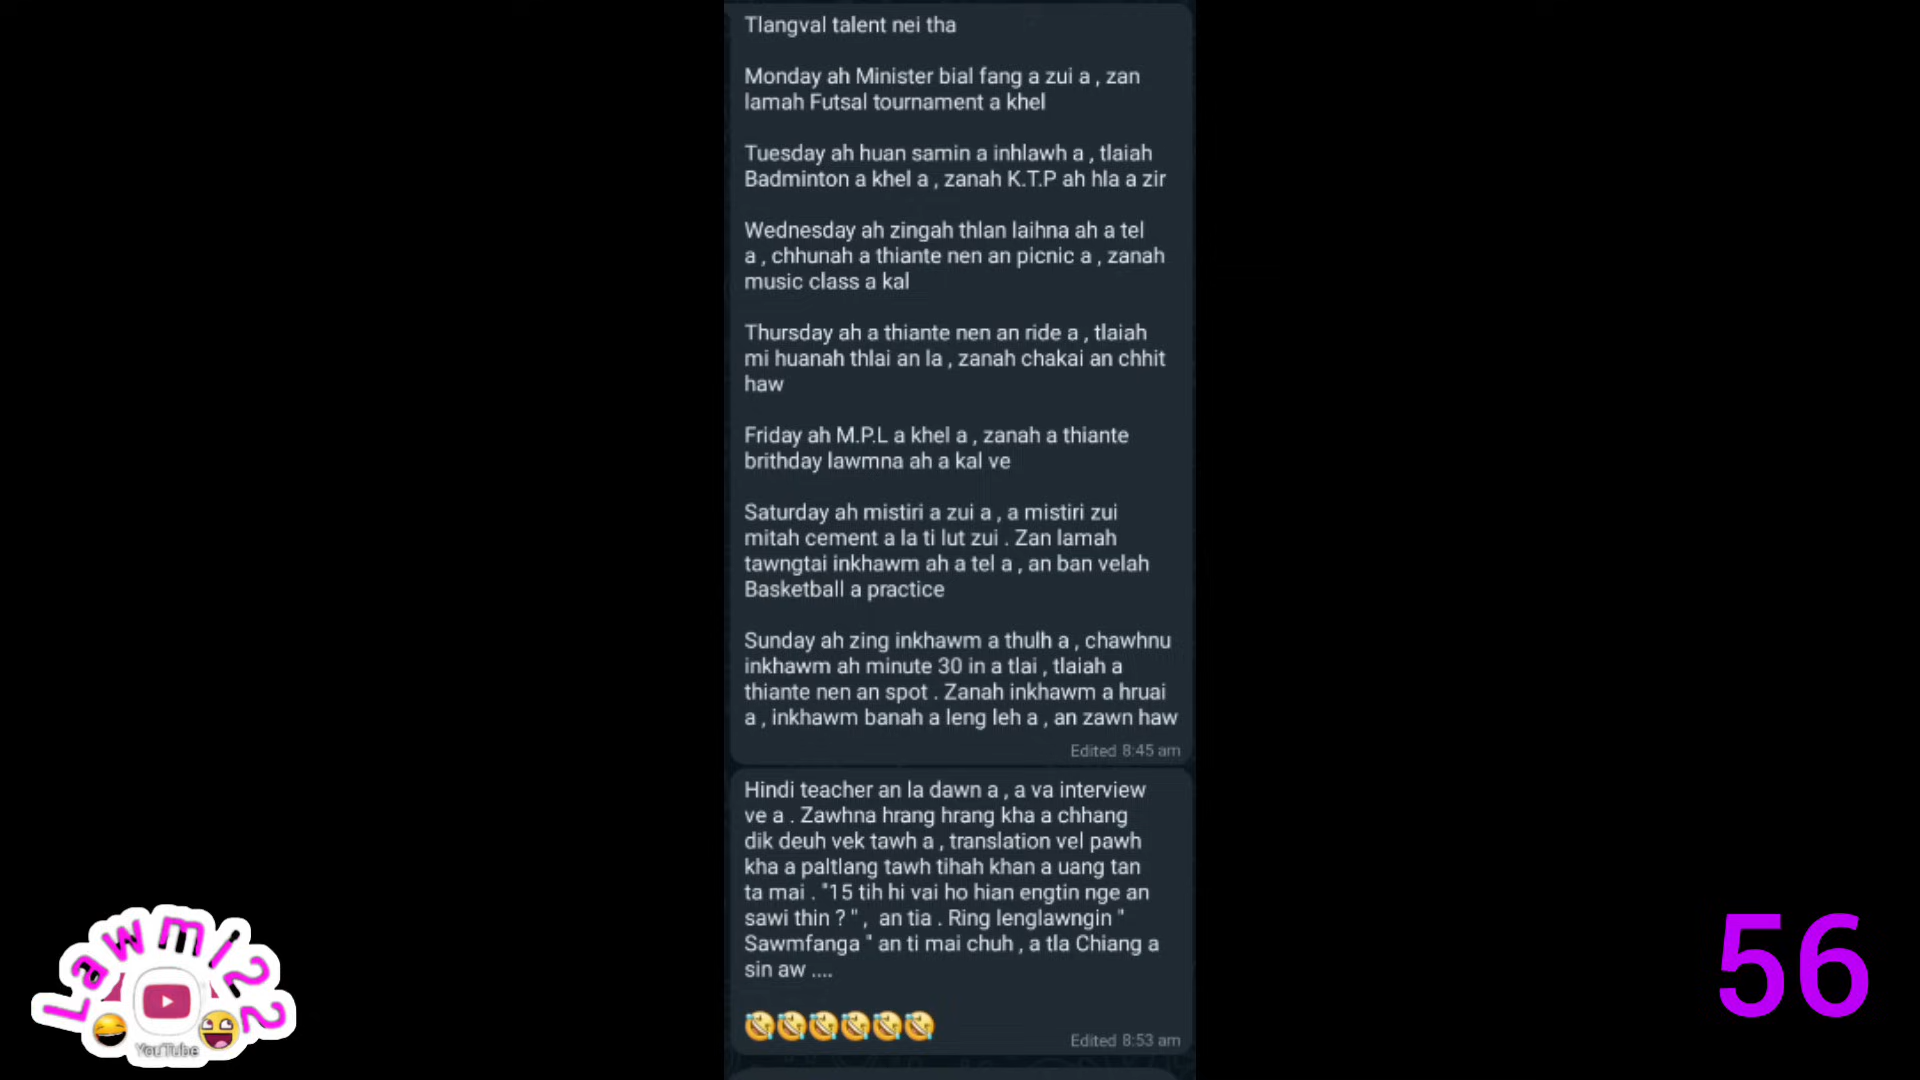 Tlangval talent nei tha
Monday ah Minister bial fang a zui a , zan
lamah Futsal tournament a khel
Tuesday ah huan samin a inhlawh a , tlaiah
Badminton a khel a , zanah K.T.P ah hla a zir
Wednesday ah zingah thlan laihna ah a tel
a , chhunah a thiante nen an picnic a , zanah
music class a kal
Thursday ah a thiante nen an ride a , tlaiah
mi huanah thlai an la , zanah chakai an chhit
haw
Friday ah M.P.L a khel a , zanah a thiante
brithday lawmna ah a kal ve
Saturday ah mistiri a zui a , a mistiri zui
mitah cement a la ti lut zui . Zan lamah
tawngtai inkhawm ah a tel a , an ban velah
Basketball a practice
Sunday ah zing inkhawm a thulh a , chawhnu
inkhawm ah minute 30 in a tlai , tlaiah a
thiante nen an spot . Zanah inkhawm a hruai
a , inkhawm banah a leng leh a , an zawn haw
Edited 8:45 am
Hindi teacher an la dawn a , a va interview
ve a . Zawhna hrang hrang kha a chhang
dik deuh vek tawh a , translation vel pawh
kha a paltlang tawh tihah khan a uang tan
ta mai . "15 tih hi vai ho hian engtin nge an
sawi thin ? " , an tia . Ring lenglawngin "
Sawmfanga " an ti mai chuh , a tla Chiang a
sin aw ....
Edited 8:53 am
Lawmi22
YouTube
56